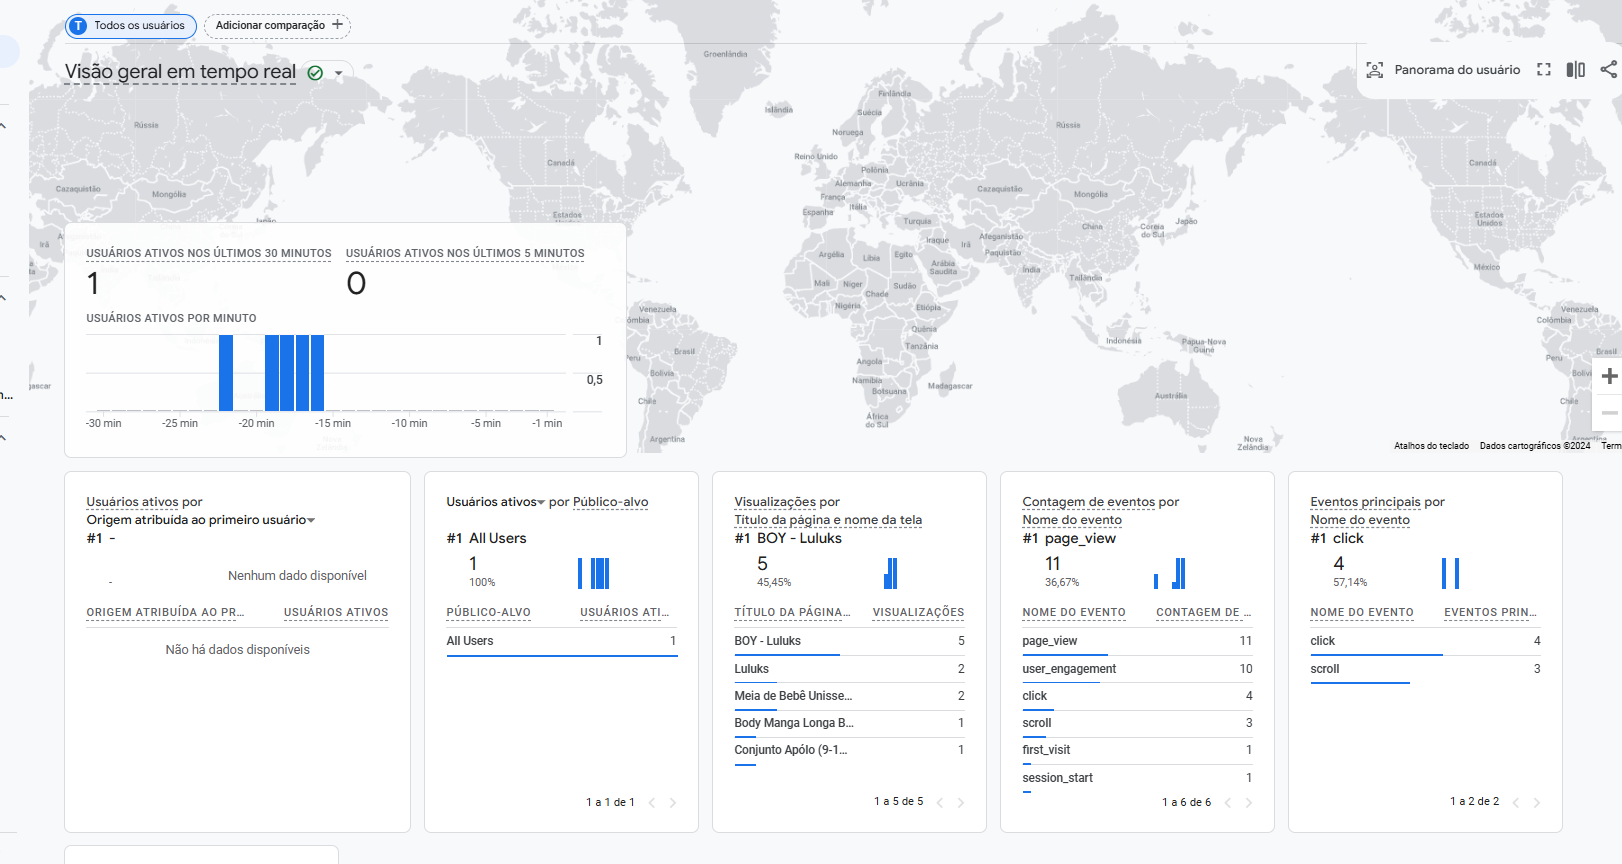 T Todos os usuários
Adicionar comparação +
Visão geral em tempo real
Panorama do usuário
Groenlândia
Islândia
Finlândia
Suécia
Noruega
Rússia
Rússia
Reino Unido
Polônia
Alemanha
Ucrânia
França
Itália
Espanha
Turquia
Cazaquistão
Mongólia
Cazaquistão
Mongólia
Canadá
Canadá
Estados
Estados
Unidos
Japão
Japão
China
Coreia
do Sul
Afeganistão
Paquistão
Iraque
Irã
Irã
Argélia
Líbia
Egito
Arábia
Saudita
Índia
Tailândia
México
Mali
Níger
Chade
Sudão
Nigéria
Etiópia
Quênia
Tanzânia
Angola
Namíbia
Botsuana
Madagascar
África
do Sul
Indonésia
Papua-Nova
Guiné
Austrália
Nova
Zelândia
Venezuela
Colômbia
Peru
Brasil
Bolívia
Chile
Argentina
Venezuela
Colômbia
Peru
Brasil
Chile
USUÁRIOS ATIVOS NOS ÚLTIMOS 30 MINUTOS
USUÁRIOS ATIVOS NOS ÚLTIMOS 5 MINUTOS
1
0
USUÁRIOS ATIVOS POR MINUTO
1
0,5
-30 min -25 min -20 min -15 min -10 min -5 min -1 min
Atalhos do teclado Dados cartográficos ©2024 Term
Usuários ativos por
Origem atribuída ao primeiro usuário
#1 -
- Nenhum dado disponível
ORIGEM ATRIBUÍDA AO PR... USUÁRIOS ATIVOS
Não há dados disponíveis
Usuários ativos por Público-alvo
#1 All Users
1
100%
PÚBLICO-ALVO USUÁRIOS ATI...
All Users 1
1 a 1 de 1
Visualizações por
Título da página e nome da tela
#1 BOY - Luluks
5
45,45%
TÍTULO DA PÁGINA... VISUALIZAÇÕES
BOY - Luluks 5
Luluks 2
Meia de Bebê Unisse... 2
Body Manga Longa B... 1
Conjunto Apólo (9-1... 1
1 a 5 de 5
Contagem de eventos por
Nome do evento
#1 page_view
11
36,67%
NOME DO EVENTO CONTAGEM DE ...
page_view 11
user_engagement 10
click 4
scroll 3
first_visit 1
session_start 1
1 a 6 de 6
Eventos principais por
Nome do evento
#1 click
4
57,14%
NOME DO EVENTO EVENTOS PRIN...
click 4
scroll 3
1 a 2 de 2